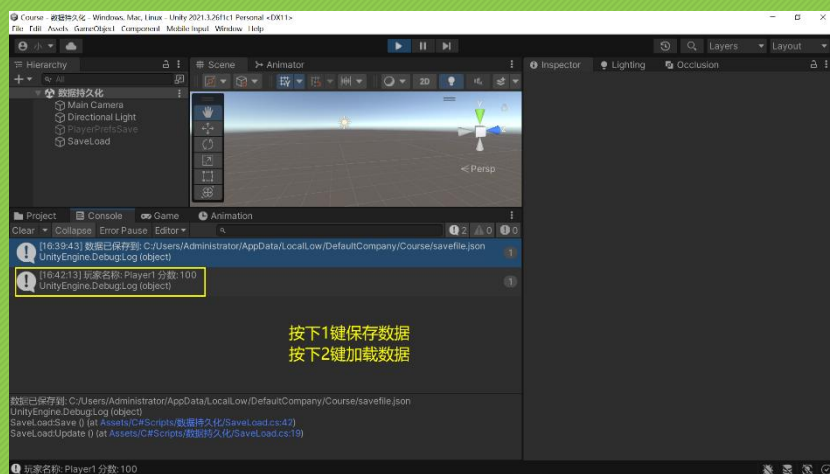 Course - 数据持久化 - Windows, Mac, Linux - Unity 2021.3.26f1c1 Personal <DX11>
File Edit Assets GameObject Component Mobile Input Window Help
Layers Layout
Hierarchy Scene Animator Inspector Lighting Occlusion
All 2D
数据持久化
Main Camera
Directional Light
PlayerPrefsSave
SaveLoad
y
Persp
Project Console Game Animation
Clear Collapse Error Pause Editor 2 0 0
[16:39:43] 数据已保存到: C:/Users/Administrator/AppData/LocalLow/DefaultCompany/Course/savefile.json
UnityEngine.Debug:Log (object)
1
[16:42:13] 玩家名称: Player1 分数: 100
UnityEngine.Debug:Log (object)
1
按下1键保存数据
按下2键加载数据
数据已保存到: C:/Users/Administrator/AppData/LocalLow/DefaultCompany/Course/savefile.json
UnityEngine.Debug:Log (object)
SaveLoad:Save () (at Assets/C#Scripts/数据持久化/SaveLoad.cs:42)
SaveLoad:Update () (at Assets/C#Scripts/数据持久化/SaveLoad.cs:19)
玩家名称: Player1 分数: 100